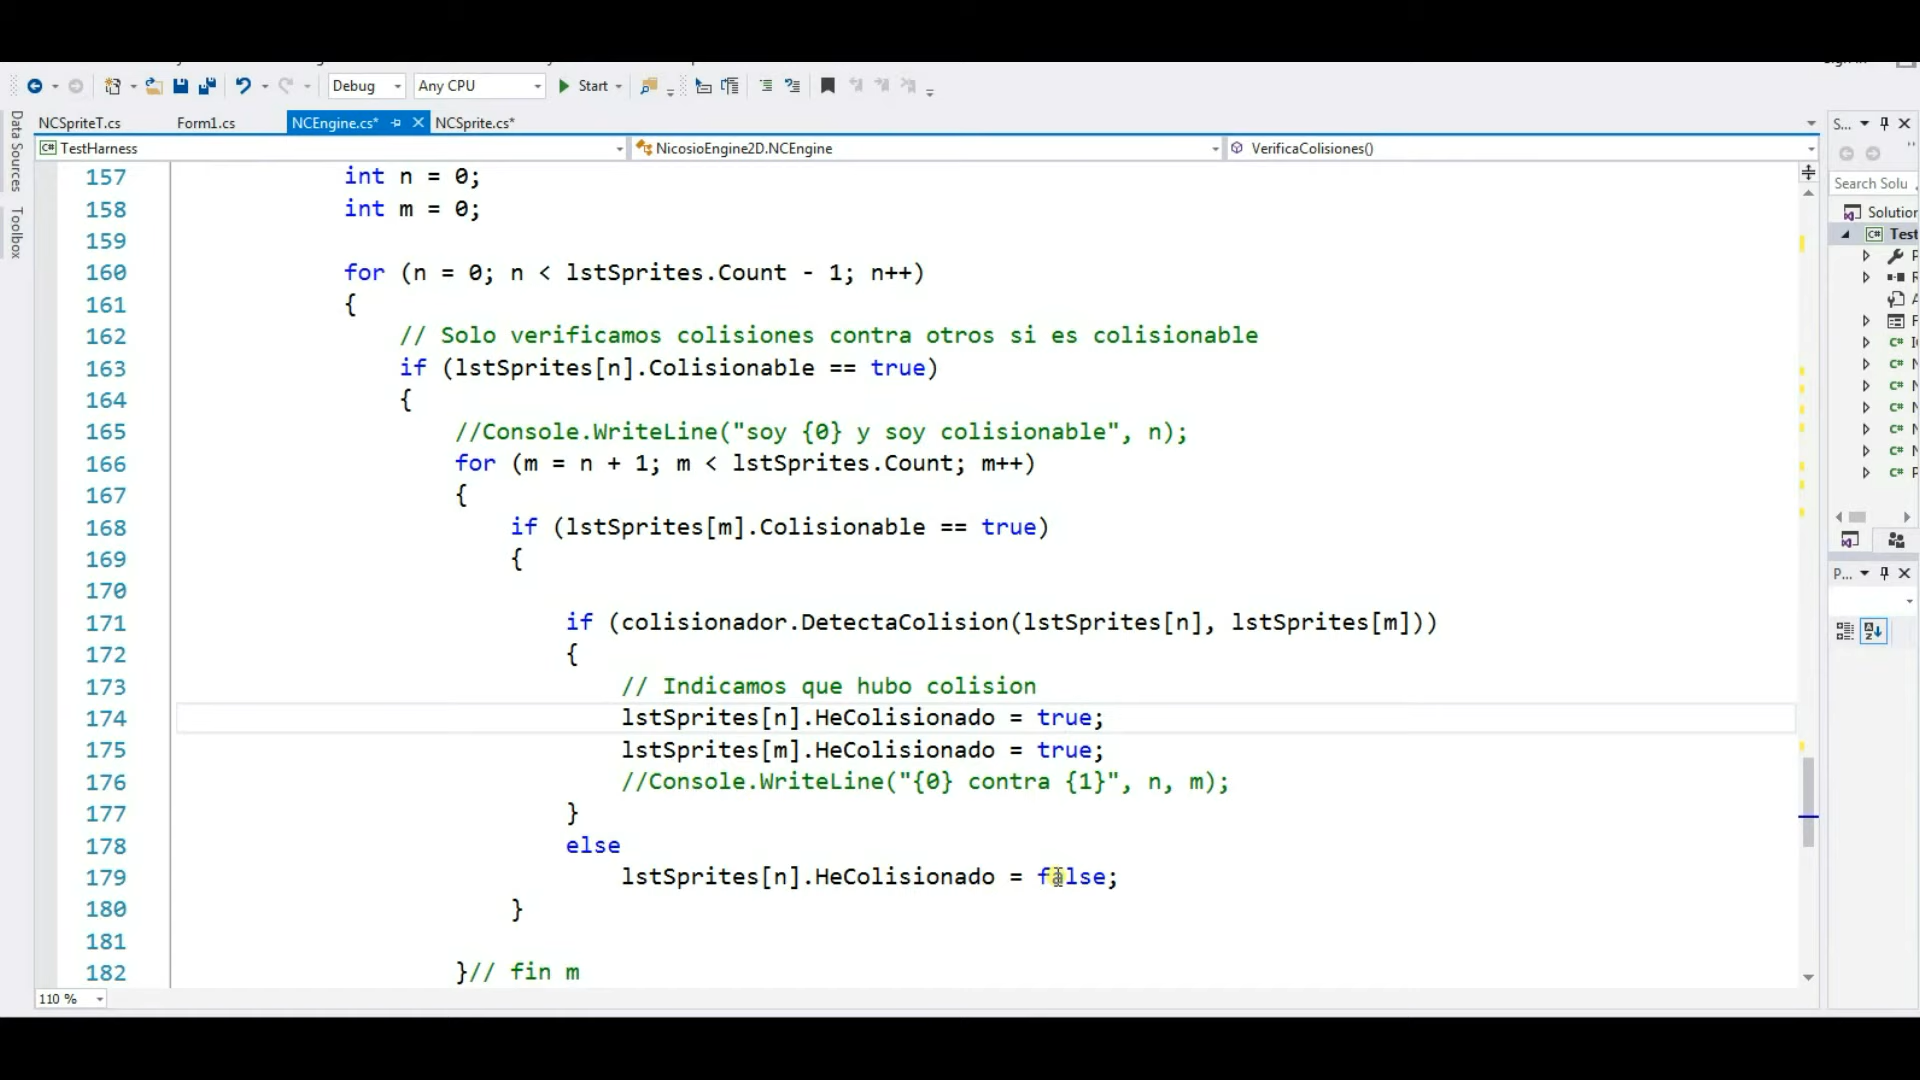 Debug
Any CPU
Start
Data Sources
Toolbox
NCSpriteT.cs
Form1.cs
NCEngine.cs*
NCSprite.cs*
S...
TestHarness
NicosioEngine2D.NCEngine
VerificaColisiones()
Search Solu
Solution
Test
157 int n = 0;
158 int m = 0;
159
160 for (n = 0; n < lstSprites.Count - 1; n++)
161 {
162 // Solo verificamos colisiones contra otros si es colisionable
163 if (lstSprites[n].Colisionable == true)
164 {
165 //Console.WriteLine("soy {0} y soy colisionable", n);
166 for (m = n + 1; m < lstSprites.Count; m++)
167 {
168 if (lstSprites[m].Colisionable == true)
169 {
170
171 if (colisionador.DetectaColision(lstSprites[n], lstSprites[m]))
172 {
173 // Indicamos que hubo colision
174 lstSprites[n].HeColisionado = true;
175 lstSprites[m].HeColisionado = true;
176 //Console.WriteLine("{0} contra {1}", n, m);
177 }
178 else
179 lstSprites[n].HeColisionado = false;
180 }
181
182 }// fin m
P...
110 %